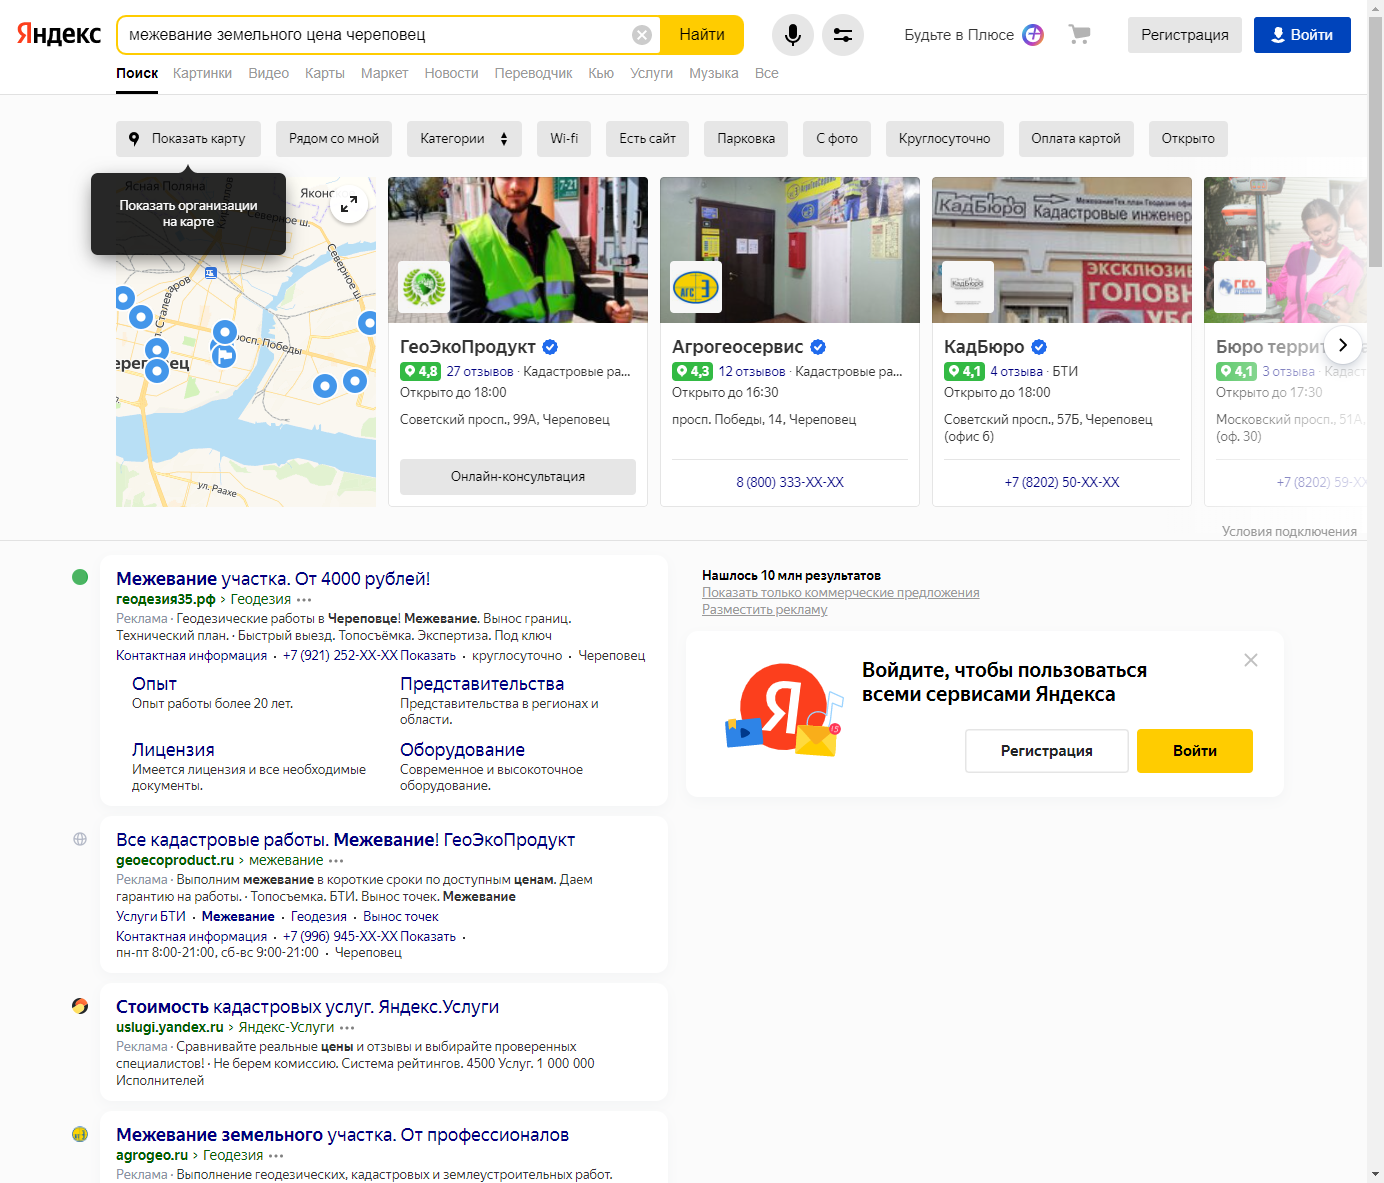 Яндекс
межевание земельного цена череповец
Найти
Будьте в Плюсе
Регистрация
Войти
Поиск Картинки Видео Карты Маркет Новости Переводчик Кью Услуги Музыка Все
Показать карту
Рядом со мной
Категории
Wi-fi
Есть сайт
Парковка
С фото
Круглосуточно
Оплата картой
Открыто
Ясная Поляна
Показать организации
на карте
Северное ш.
Северное ш.
Сталеваров
просп. Победы
ул. Раахе
7-21
АГС
КадБюро
Кадастровые инженеры
ЭКСКЛЮЗИВ
ГОЛОВН
КадБюро
ГЕО
ГеоЭкоПродукт
4,8 27 отзывов · Кадастровые ра...
Открыто до 18:00
Советский просп., 99А, Череповец
Онлайн-консультация
Агрогеосервис
4,3 12 отзывов · Кадастровые ра...
Открыто до 16:30
просп. Победы, 14, Череповец
8 (800) 333-XX-XX
КадБюро
4,1 4 отзыва · БТИ
Открыто до 18:00
Советский просп., 57Б, Череповец
(офис 6)
+7 (8202) 50-XX-XX
Бюро террит
4,1 3 отзыва · Кадаст
Открыто до 17:30
Московский просп., 51А,
(оф. 30)
+7 (8202) 59-XX
Условия подключения
Межевание участка. От 4000 рублей!
геодезия35.рф › Геодезия
Реклама · Геодезические работы в Череповце! Межевание. Вынос границ.
Технический план. · Быстрый выезд. Топосъёмка. Экспертиза. Под ключ
Контактная информация · +7 (921) 252-XX-XX Показать · круглосуточно · Череповец
Опыт
Опыт работы более 20 лет.
Представительства
Представительства в регионах и
области.
Лицензия
Имеется лицензия и все необходимые
документы.
Оборудование
Современное и высокоточное
оборудование.
Все кадастровые работы. Межевание! ГеоЭкоПродукт
geoecoproduct.ru › межевание
Реклама · Выполним межевание в короткие сроки по доступным ценам. Даем
гарантию на работы. · Топосъемка. БТИ. Вынос точек. Межевание
Услуги БТИ · Межевание · Геодезия · Вынос точек
Контактная информация · +7 (996) 945-XX-XX Показать ·
пн-пт 8:00-21:00, сб-вс 9:00-21:00 · Череповец
Стоимость кадастровых услуг. Яндекс.Услуги
uslugi.yandex.ru › Яндекс-Услуги
Реклама · Сравнивайте реальные цены и отзывы и выбирайте проверенных
специалистов! · Не берем комиссию. Система рейтингов. 4500 Услуг. 1 000 000
Исполнителей
Межевание земельного участка. От профессионалов
agrogeo.ru › Геодезия
Реклама · Выполнение геодезических, кадастровых и землеустроительных работ.
Нашлось 10 млн результатов
Показать только коммерческие предложения
Разместить рекламу
Я
15
Войдите, чтобы пользоваться
всеми сервисами Яндекса
Регистрация
Войти